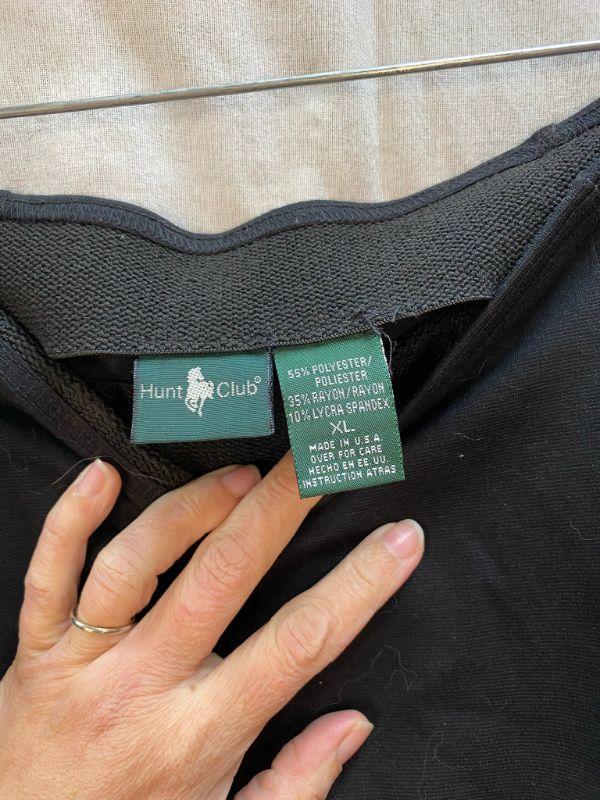 Hunt Club®
55% POLYESTER/
POLIESTER
35% RAYON/RAYON
10% LYCRA SPANDEX
XL
MADE IN U.S.A.
OVER FOR CARE
HECHO EN EE. UU.
INSTRUCTION ATRAS